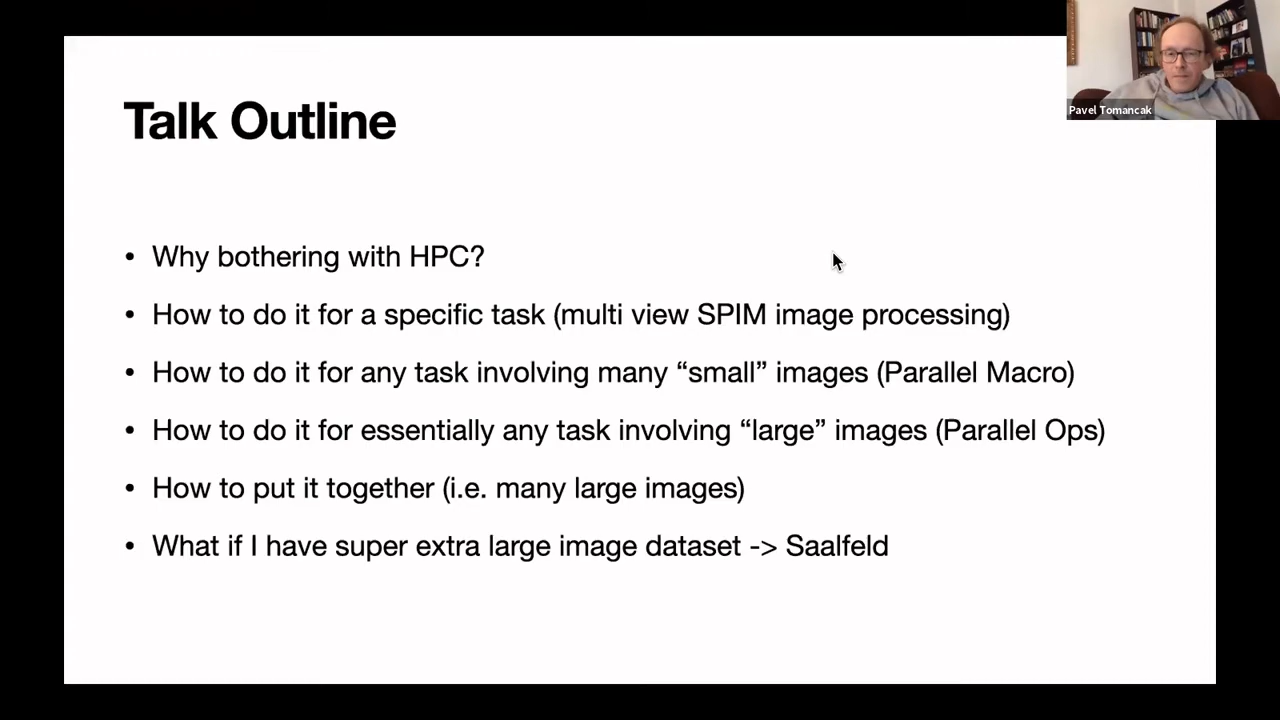 Talk Outline
Pavel Tomancak
• Why bothering with HPC?
• How to do it for a specific task (multi view SPIM image processing)
• How to do it for any task involving many “small” images (Parallel Macro)
• How to do it for essentially any task involving “large” images (Parallel Ops)
• How to put it together (i.e. many large images)
• What if I have super extra large image dataset -> Saalfeld